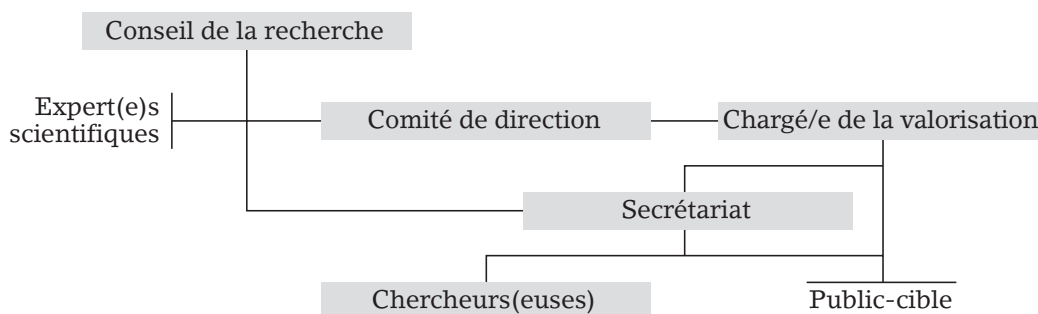 Conseil de la recherche
Expert(e)s
scientifiques
Comité de direction
Chargé/e de la valorisation
Secrétariat
Chercheurs(euses)
Public-cible